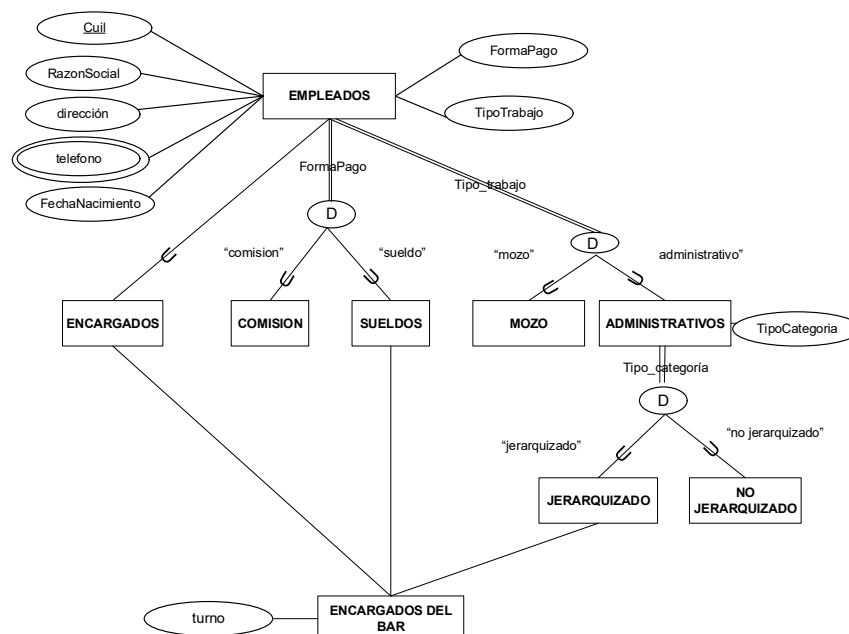 Cuil
FormaPago
RazonSocial
EMPLEADOS
dirección
TipoTrabajo
telefono
FormaPago
Tipo_trabajo
FechaNacimiento
D
D
“comision”
“sueldo”
“mozo”
administrativo”
ENCARGADOS
COMISION
SUELDOS
MOZO
ADMINISTRATIVOS
TipoCategoria
Tipo_categoría
D
“jerarquizado”
“no jerarquizado”
JERARQUIZADO
NO
JERARQUIZADO
turno
ENCARGADOS DEL
BAR